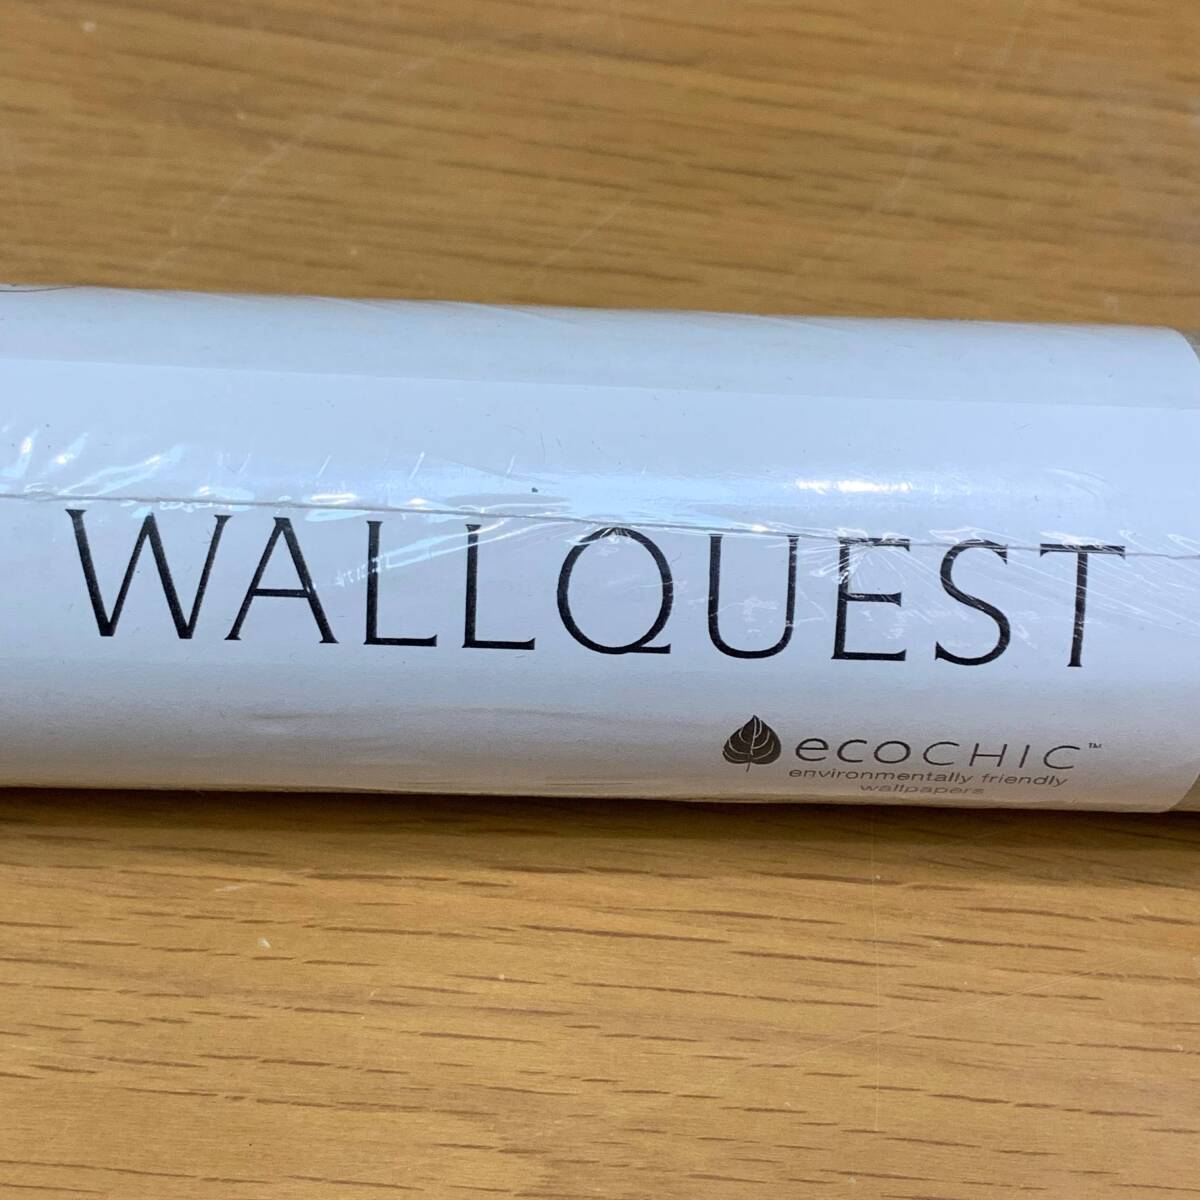 WALLQUEST
ecoCHIC™
environmentally friendly
wallpapers